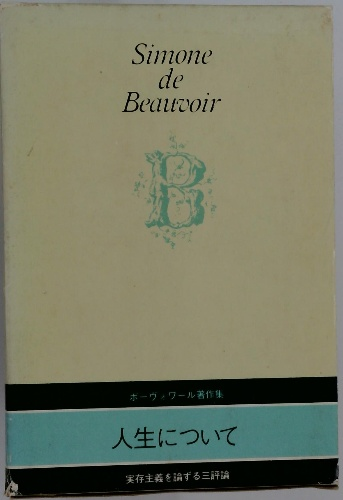 Simone
de
Beauvoir
B
ボーヴォワール著作集
人生について
実存主義を論ずる三評論